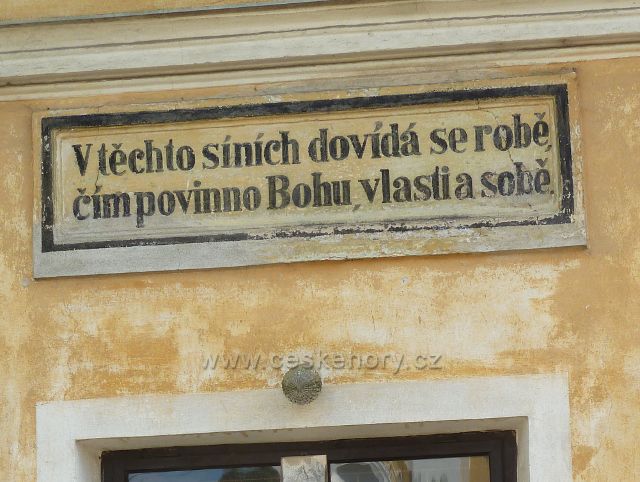 V těchto síních dovídá se robě,
čím povinno Bohu, vlasti a sobě.
www.ceskehory.cz